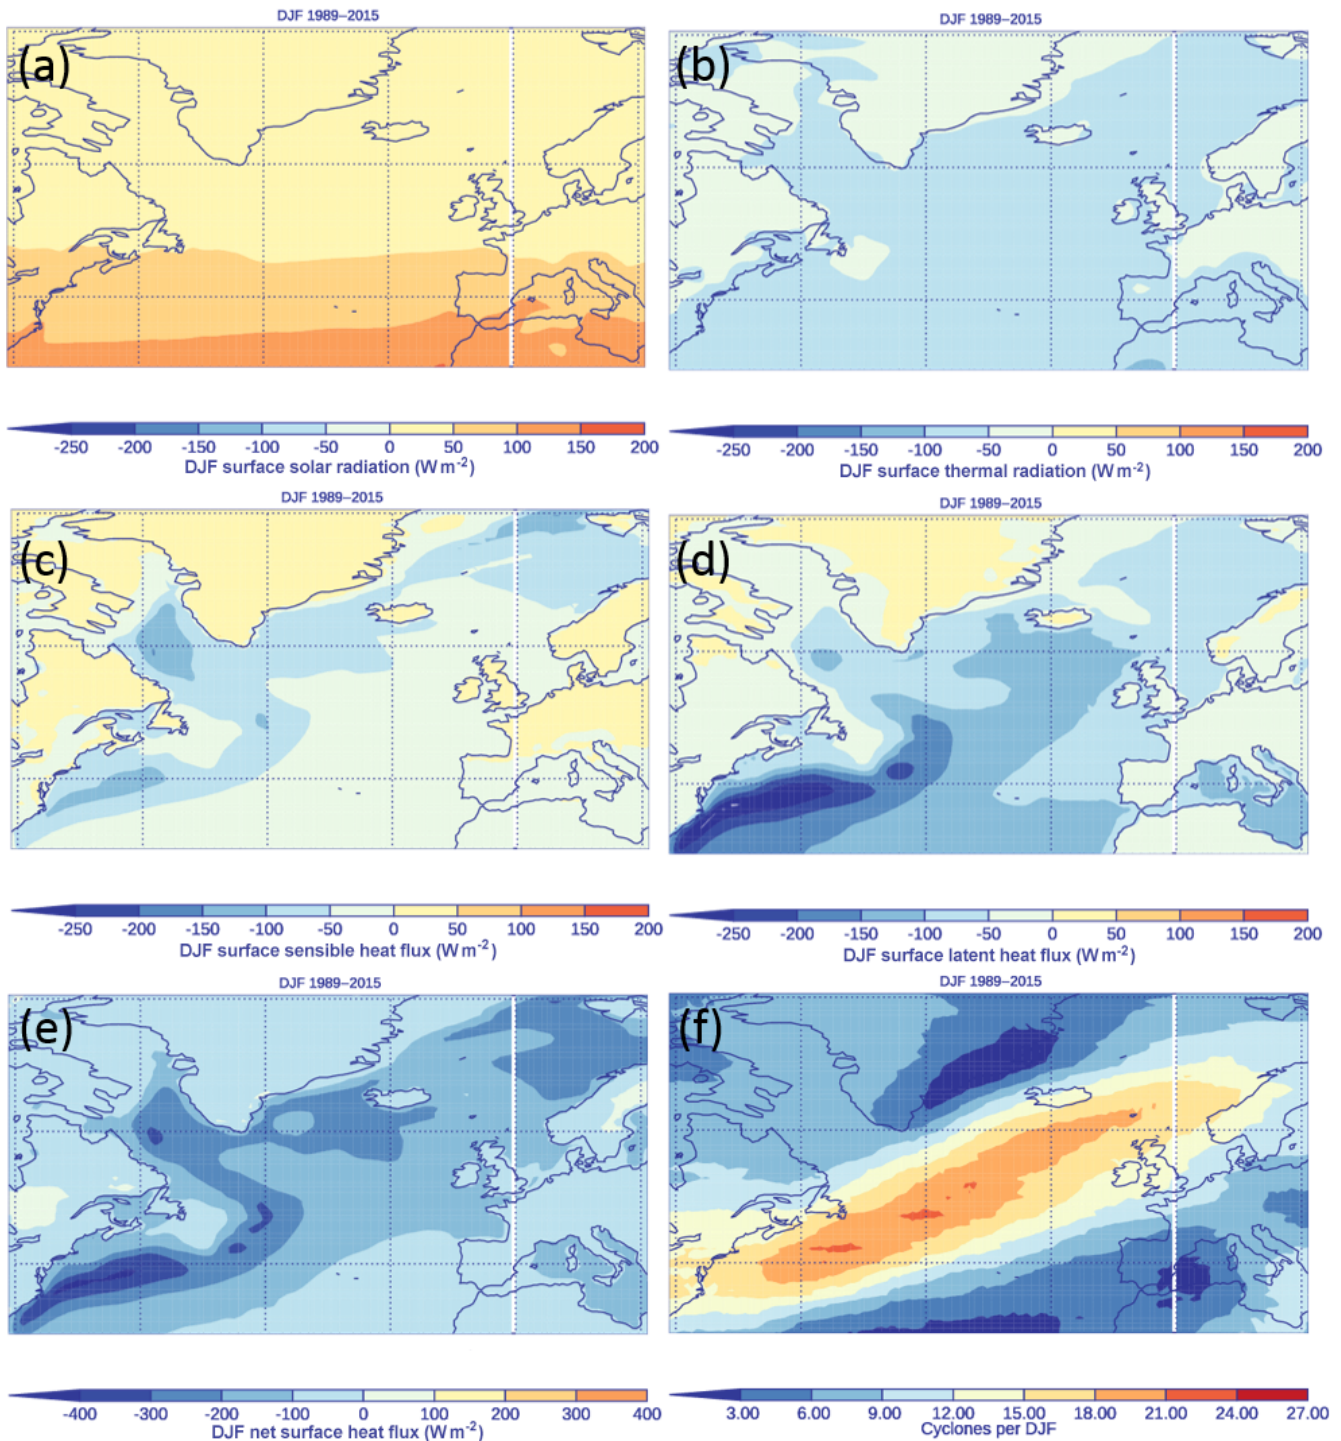 DJF 1989–2015
DJF 1989–2015
(a)
(b)
-250 -200 -150 -100 -50 0 50 100 150 200
DJF surface solar radiation (W m-2)
-250 -200 -150 -100 -50 0 50 100 150 200
DJF surface thermal radiation (W m-2)
DJF 1989–2015
DJF 1989–2015
(c)
(d)
-250 -200 -150 -100 -50 0 50 100 150 200
DJF surface sensible heat flux (W m-2)
-250 -200 -150 -100 -50 0 50 100 150 200
DJF surface latent heat flux (W m-2)
DJF 1989–2015
DJF 1989–2015
(e)
(f)
-400 -300 -200 -100 0 100 200 300 400
DJF net surface heat flux (W m-2)
3.00 6.00 9.00 12.00 15.00 18.00 21.00 24.00 27.00
Cyclones per DJF